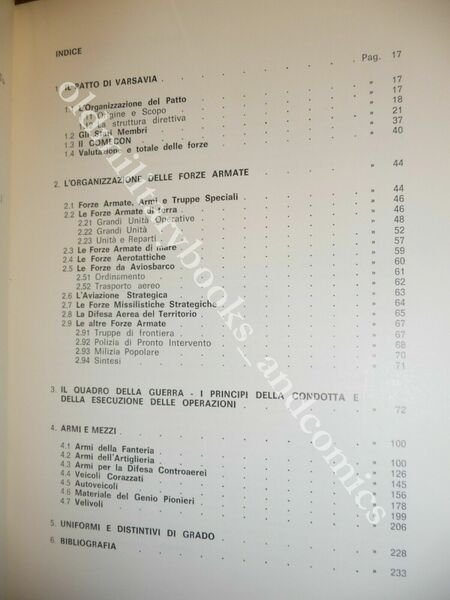 INDICE
1. IL PATTO DI VARSAVIA . . . . Pag. 17
1.1 L'Organizzazione del Patto . . . . » 17
1.11 Origine e Scopo . . . . » 17
1.12 La struttura direttiva . . . . » 18
1.2 Gli Stati Membri . . . . » 21
1.3 Il COMECON . . . . » 37
1.4 Valutazione e totale delle forze . . . . » 40
2. L'ORGANIZZAZIONE DELLE FORZE ARMATE . . . . » 44
2.1 Forze Armate, Armi e Truppe Speciali . . . . » 44
2.2 Le Forze Armate di terra . . . . » 46
2.21 Grandi Unità Operative . . . . » 46
2.22 Grandi Unità . . . . » 48
2.23 Unità e Reparti . . . . » 52
2.3 Le Forze Armate di mare . . . . » 57
2.4 Le Forze Aerotattiche . . . . » 59
2.5 Le Forze da Aviosbarco . . . . » 60
2.51 Ordinamento . . . . » 61
2.52 Trasporto aereo . . . . » 62
2.6 L'Aviazione Strategica . . . . » 63
2.7 Le Forze Missilistiche Strategiche . . . . » 64
2.8 La Difesa Aerea del Territorio . . . . » 65
2.9 Le altre Forze Armate . . . . » 67
2.91 Truppe di frontiera . . . . » 67
2.92 Polizia di Pronto Intervento . . . . » 68
2.93 Milizia Popolare . . . . » 70
2.94 Sintesi . . . . » 71
3. IL QUADRO DELLA GUERRA - I PRINCIPI DELLA CONDOTTA E
DELLA ESECUZIONE DELLE OPERAZIONI . . . . » 72
4. ARMI E MEZZI . . . . » 100
4.1 Armi della Fanteria . . . . » 100
4.2 Armi dell'Artiglieria . . . . » 126
4.3 Armi per la Difesa Controaerei . . . . » 145
4.4 Veicoli Corazzati . . . . » 156
4.5 Autoveicoli . . . . » 178
4.6 Materiale del Genio Pionieri . . . . » 199
4.7 Velivoli . . . . » 206
5. UNIFORMI E DISTINTIVI DI GRADO . . . . » 228
6. BIBLIOGRAFIA . . . . » 233
oldmilitarybooks_andcomics